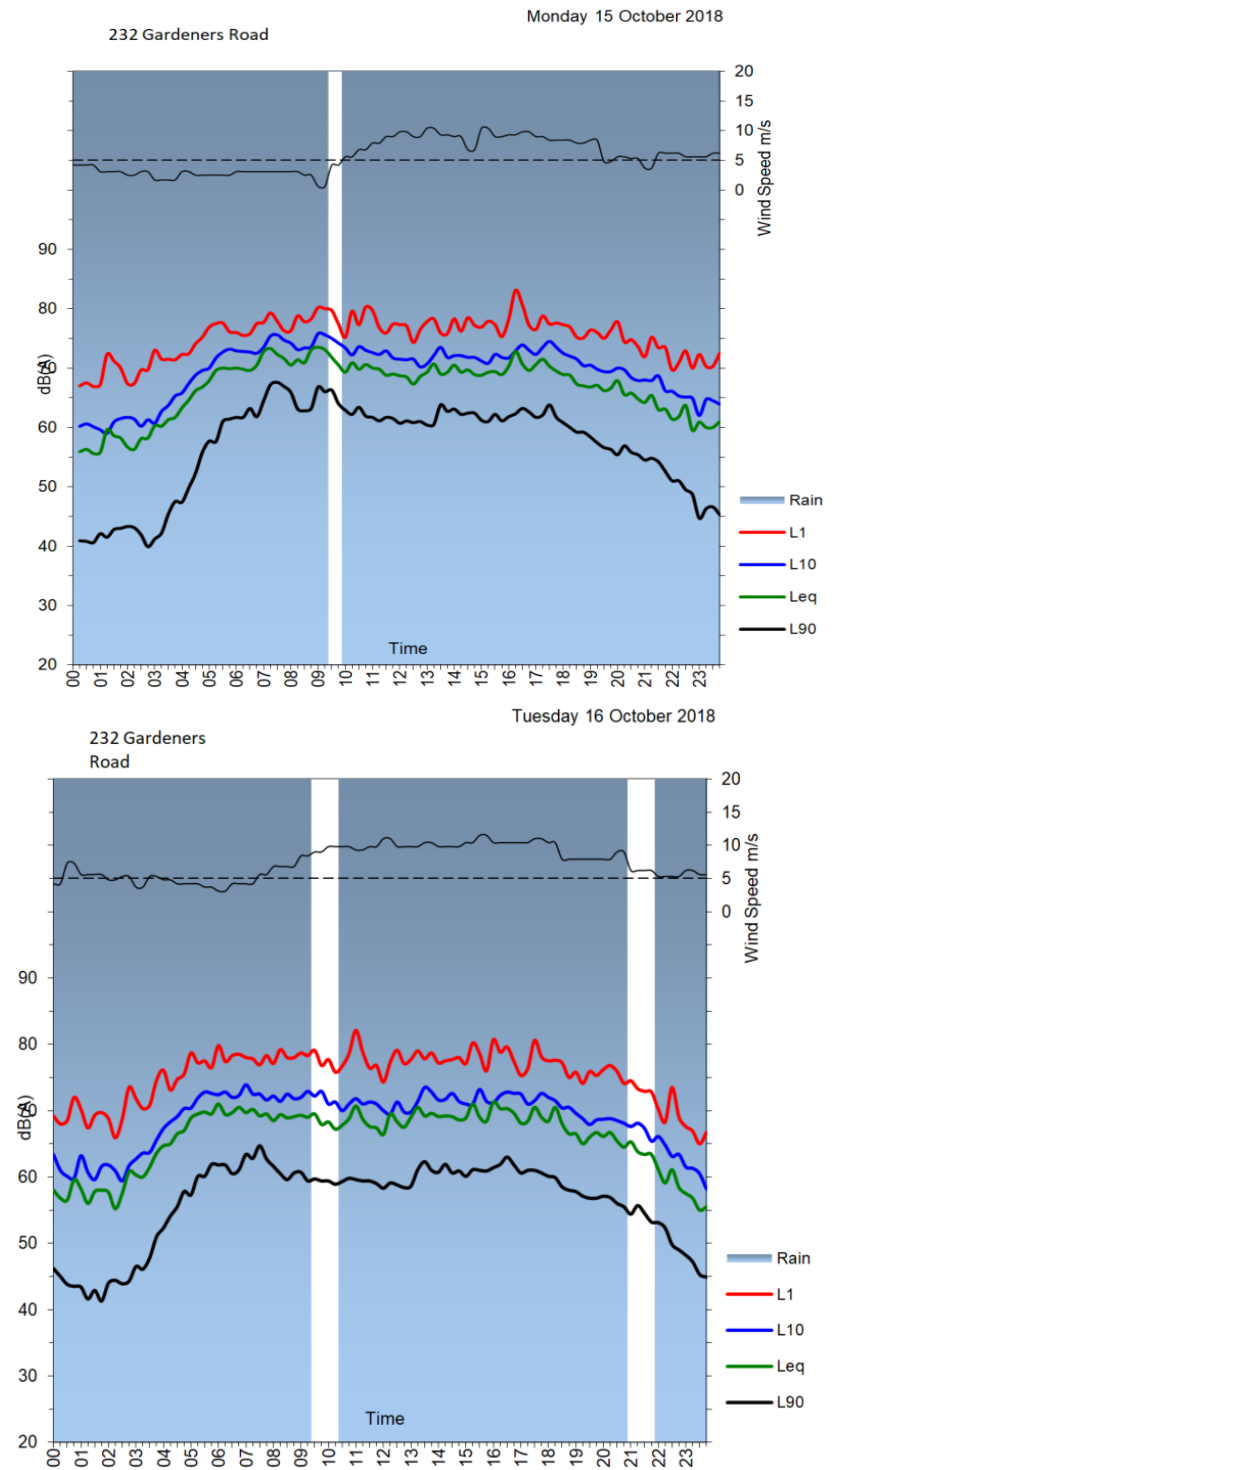 Monday 15 October 2018
232 Gardeners Road
20
15
10
5
0
Wind Speed m/s
90
80
70
60
50
40
30
20
dB(A)
Rain
L1
L10
Leq
L90
Time
00 01 02 03 04 05 06 07 08 09 10 11 12 13 14 15 16 17 18 19 20 21 22 23
Tuesday 16 October 2018
232 Gardeners
Road
20
15
10
5
0
Wind Speed m/s
90
80
70
60
50
40
30
20
dB(A)
Rain
L1
L10
Leq
L90
Time
00 01 02 03 04 05 06 07 08 09 10 11 12 13 14 15 16 17 18 19 20 21 22 23